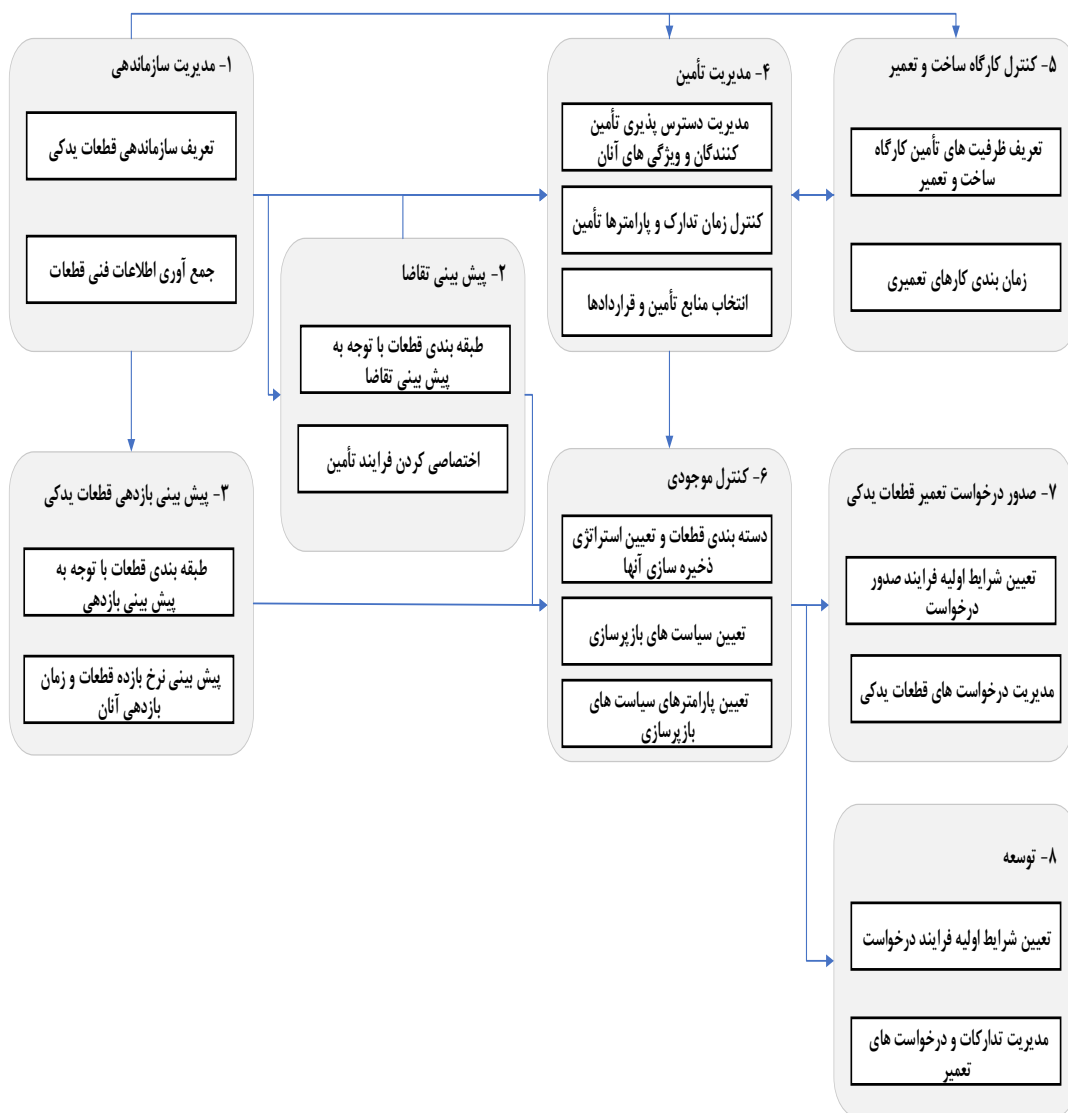 ۱- مدیریت سازماندهی
تعریف سازماندهی قطعات یدکی
جمع آوری اطلاعات فنی قطعات
۲- پیش بینی تقاضا
طبقه بندی قطعات با توجه به
پیش بینی تقاضا
اختصاصی کردن فرایند تأمین
۳- پیش بینی بازدهی قطعات یدکی
طبقه بندی قطعات با توجه به
پیش بینی بازدهی
پیش بینی نرخ بازده قطعات و زمان
بازدهی آنان
۴- مدیریت تأمین
مدیریت دسترس پذیری تأمین
کنندگان و ویژگی های آنان
کنترل زمان تدارک و پارامترها تأمین
انتخاب منابع تأمین و قراردادها
۵- کنترل کارگاه ساخت و تعمیر
تعریف ظرفیت های تأمین کارگاه
ساخت و تعمیر
زمان بندی کارهای تعمیری
۶- کنترل موجودی
دسته بندی قطعات و تعیین استراتژی
ذخیره سازی آنها
تعیین سیاست های بازپرسازی
تعیین پارامترهای سیاست های
بازپرسازی
۷- صدور درخواست تعمیر قطعات یدکی
تعیین شرایط اولیه فرایند صدور
درخواست
مدیریت درخواست های قطعات یدکی
۸- توسعه
تعیین شرایط اولیه فرایند درخواست
مدیریت تدارکات و درخواست های
تعمیر